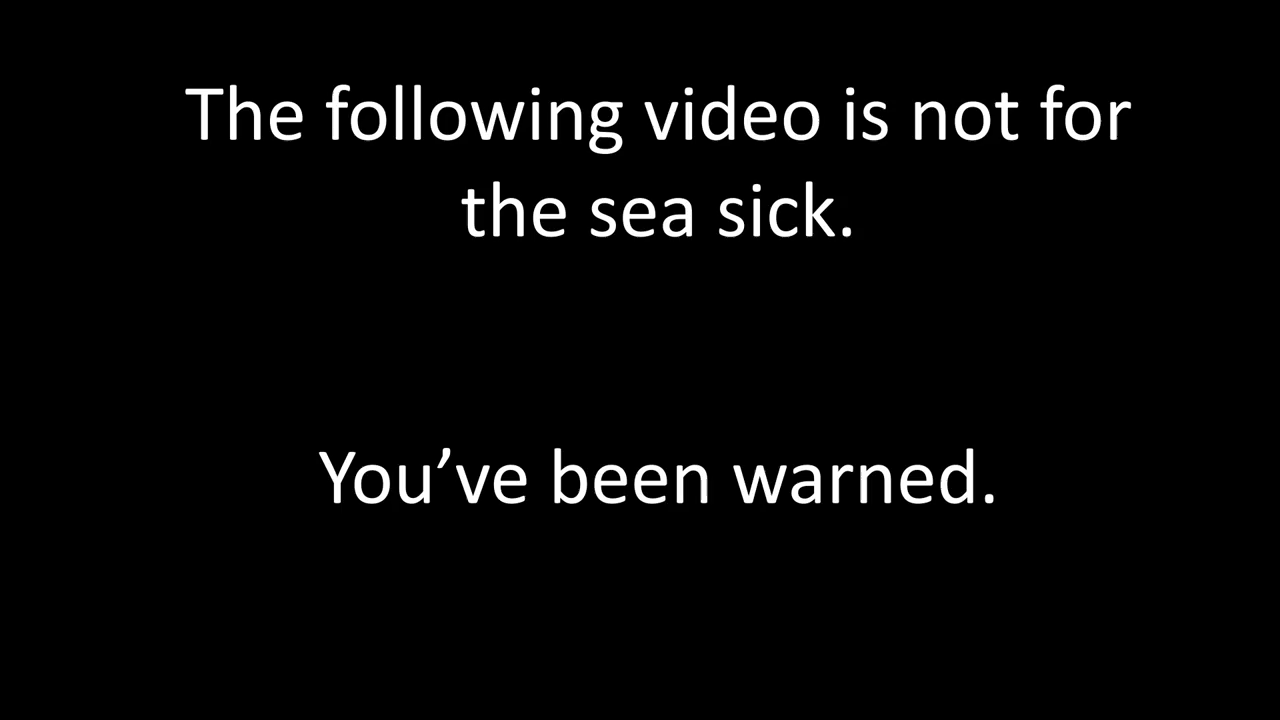 The following video is not for
the sea sick.
You’ve been warned.